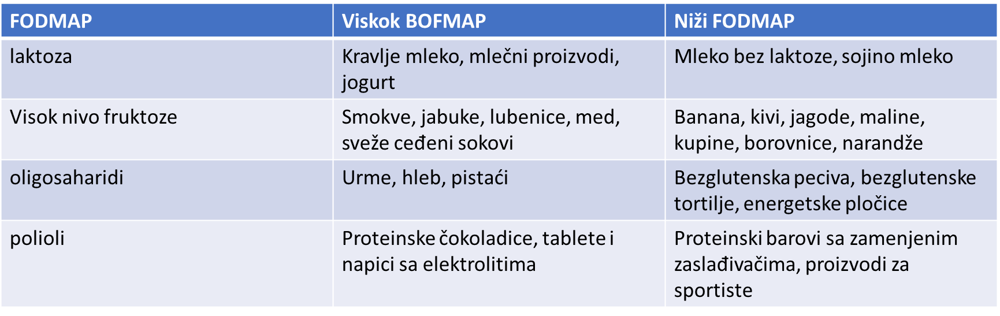 FODMAP
Viskok BOFMAP
Niži FODMAP
laktoza
Kravlje mleko, mlečni proizvodi,
jogurt
Mleko bez laktoze, sojino mleko
Visok nivo fruktoze
Smokve, jabuke, lubenice, med,
sveže ceđeni sokovi
Banana, kivi, jagode, maline,
kupine, borovnice, narandže
oligosaharidi
Urme, hleb, pistaći
Bezglutenska peciva, bezglutenske
tortilje, energetske pločice
polioli
Proteinske čokoladice, tablete i
napici sa elektrolitima
Proteinski barovi sa zamenjenim
zaslađivačima, proizvodi za
sportiste